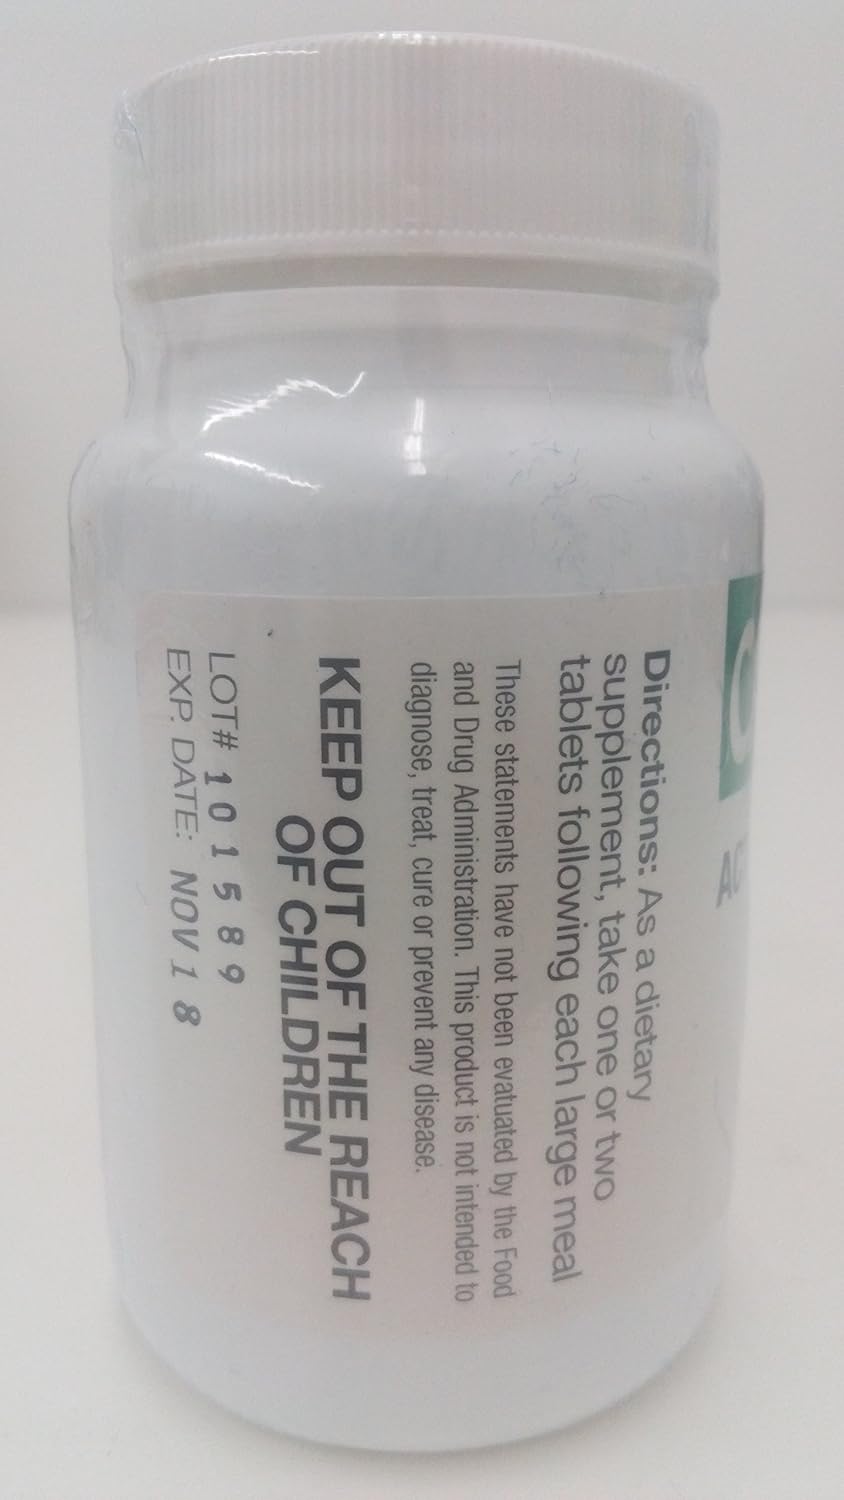 Directions: As a dietary
supplement, take one or two
tablets following each large meal
These statements have not been evatuated by the Food
and Drug Administration. This product is not intended to
diagnose, treat, cure or prevent any disease.
KEEP OUT OF THE REACH
OF CHILDREN
LOT# 101589
EXP. DATE: NOV 18